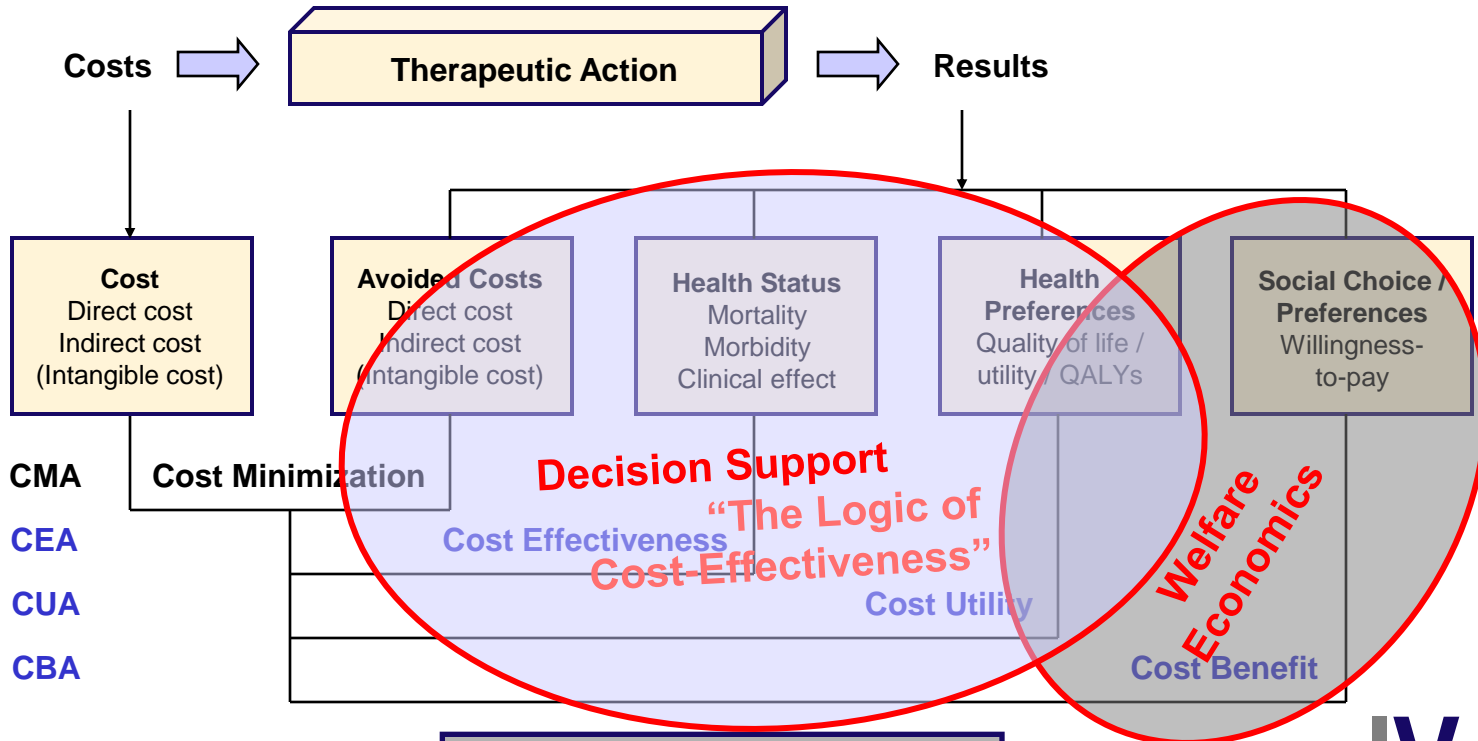 Costs
Therapeutic Action
Results
Cost
Direct cost
Indirect cost
(Intangible cost)
Avoided Costs
Direct cost
Indirect cost
(Intangible cost)
Health Status
Mortality
Morbidity
Clinical effect
Health
Preferences
Quality of life /
utility / QALYs
Social Choice /
Preferences
Willingness-
to-pay
CMA
Cost Minimization
Decision Support
“The Logic of
Cost-Effectiveness”
Welfare
Economics
CEA
Cost Effectiveness
CUA
Cost Utility
CBA
Cost Benefit